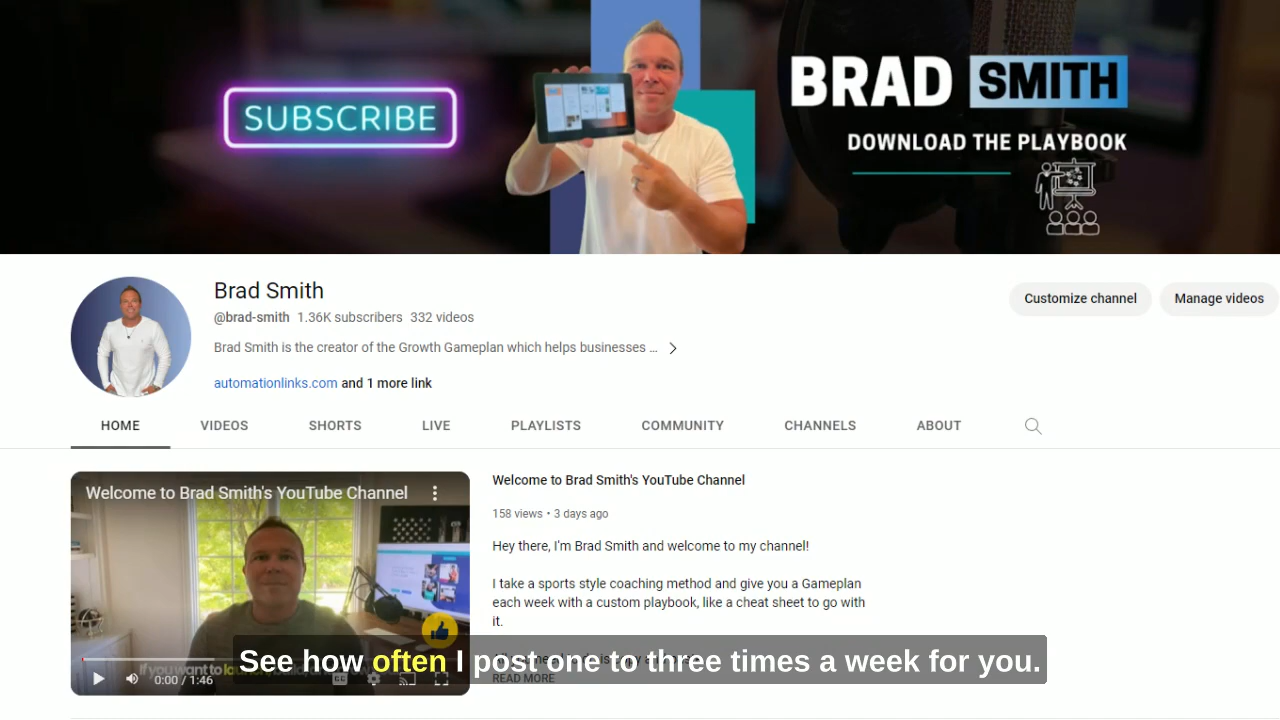 SUBSCRIBE
BRAD SMITH
DOWNLOAD THE PLAYBOOK
Brad Smith
@brad-smith 1.36K subscribers 332 videos
Brad Smith is the creator of the Growth Gameplan which helps businesses ...
automationlinks.com and 1 more link
Customize channel
Manage videos
HOME
VIDEOS
SHORTS
LIVE
PLAYLISTS
COMMUNITY
CHANNELS
ABOUT
Welcome to Brad Smith's YouTube Channel
If you want to
0:00 / 1:46
Welcome to Brad Smith's YouTube Channel
158 views • 3 days ago
Hey there, I'm Brad Smith and welcome to my channel!
I take a sports style coaching method and give you a Gameplan
each week with a custom playbook, like a cheat sheet to go with
it.
READ MORE
See how often I post one to three times a week for you.